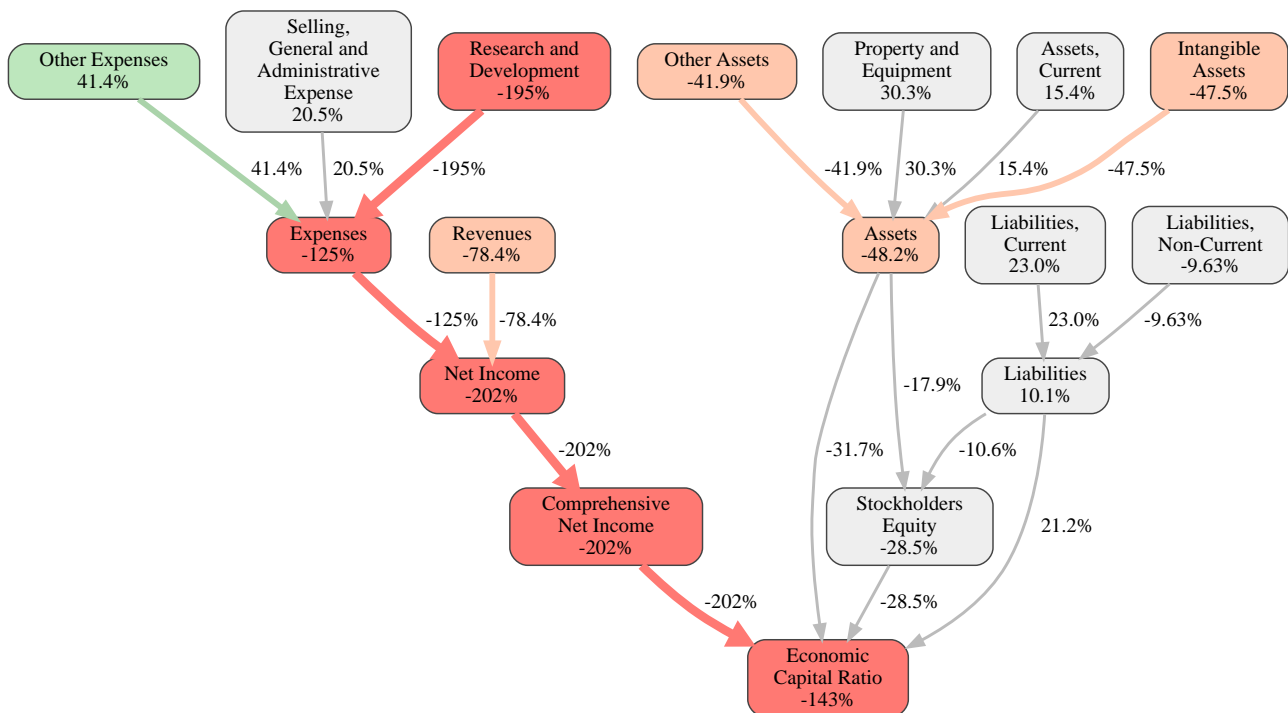 Other Expenses
41.4%
Selling,
General and
Administrative
Expense
20.5%
Research and
Development
-195%
Other Assets
-41.9%
Property and
Equipment
30.3%
Assets,
Current
15.4%
Intangible
Assets
-47.5%
41.4%
20.5%
-195%
-41.9%
30.3%
15.4%
-47.5%
Expenses
-125%
Revenues
-78.4%
Assets
-48.2%
Liabilities,
Current
23.0%
Liabilities,
Non-Current
-9.63%
-125%
-78.4%
23.0%
-9.63%
Net Income
-202%
-17.9%
Liabilities
10.1%
-202%
-31.7%
-10.6%
Comprehensive
Net Income
-202%
Stockholders
Equity
-28.5%
21.2%
-202%
-28.5%
Economic
Capital Ratio
-143%